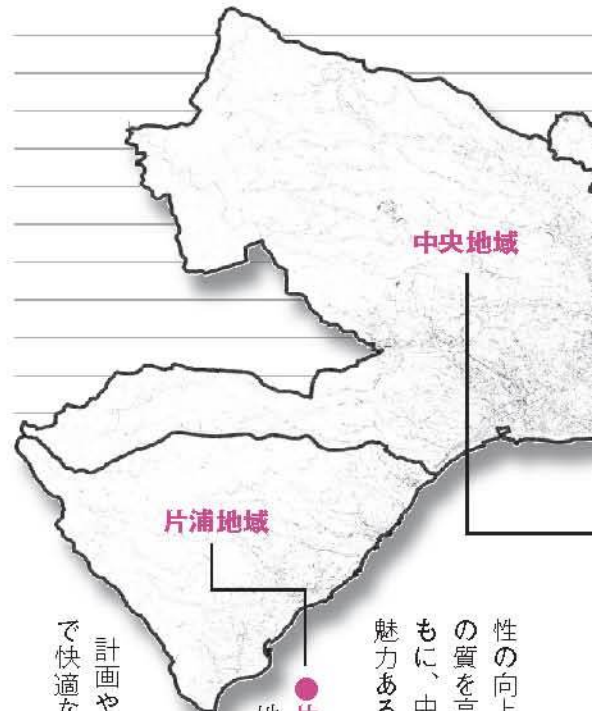 中央地域
片浦地域
性の向上
の質を高
もに、中
魅力ある
計画や
で快適な